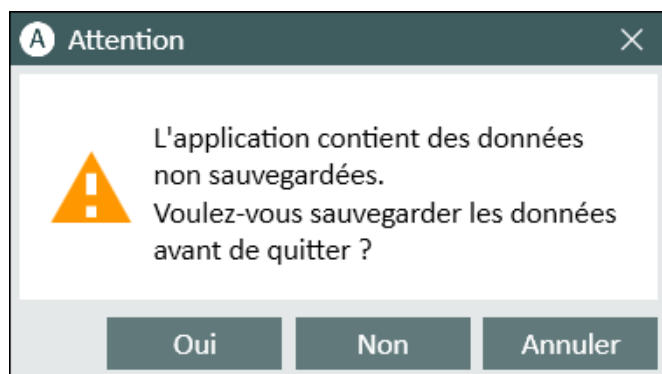 A Attention
L'application contient des données
non sauvegardées.
Voulez-vous sauvegarder les données
avant de quitter ?
Oui Non Annuler